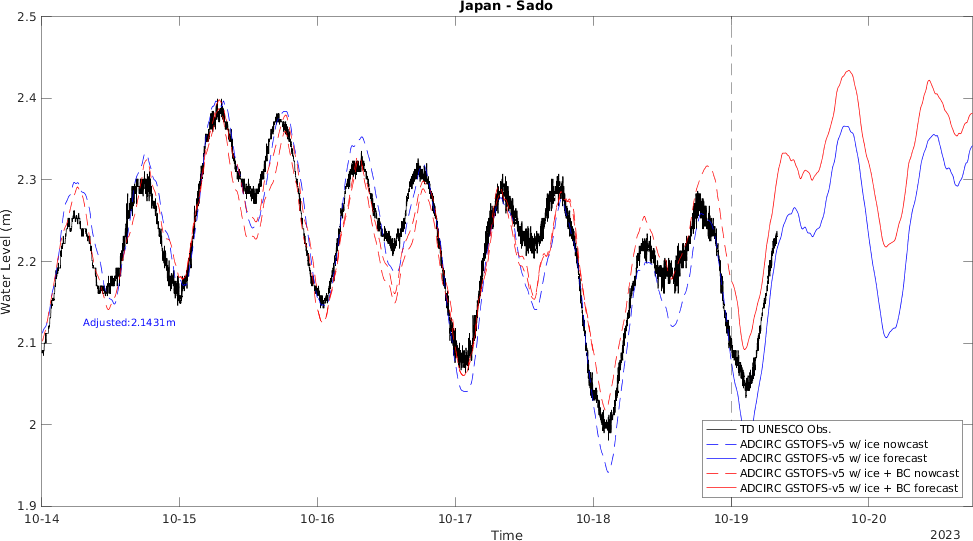 Japan - Sado
2.5
2.4
2.3
2.2
2.1
2
1.9
Water Level (m)
Adjusted:2.1431m
TD UNESCO Obs.
ADCIRC GSTOFS-v5 w/ ice nowcast
ADCIRC GSTOFS-v5 w/ ice forecast
ADCIRC GSTOFS-v5 w/ ice + BC nowcast
ADCIRC GSTOFS-v5 w/ ice + BC forecast
10-14 10-15 10-16 10-17 10-18 10-19 10-20
Time
2023